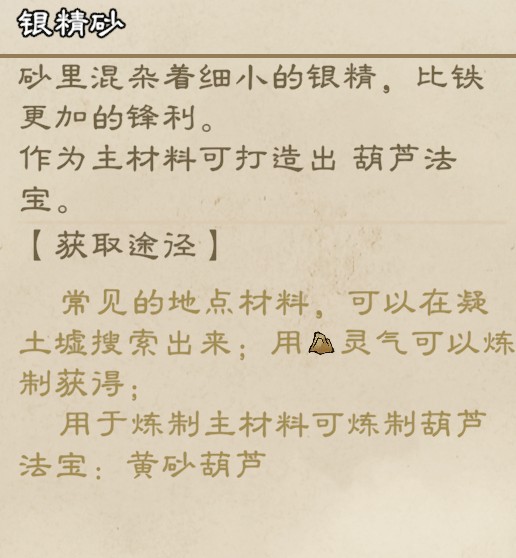 银精砂
砂里混杂着细小的银精，比铁
更加的锋利。
作为主材料可打造出 葫芦法
宝。
【获取途径】
常见的地点材料，可以在凝
土墟搜索出来；用灵气可以炼
制获得；
用于炼制主材料可炼制葫芦
法宝：黄砂葫芦